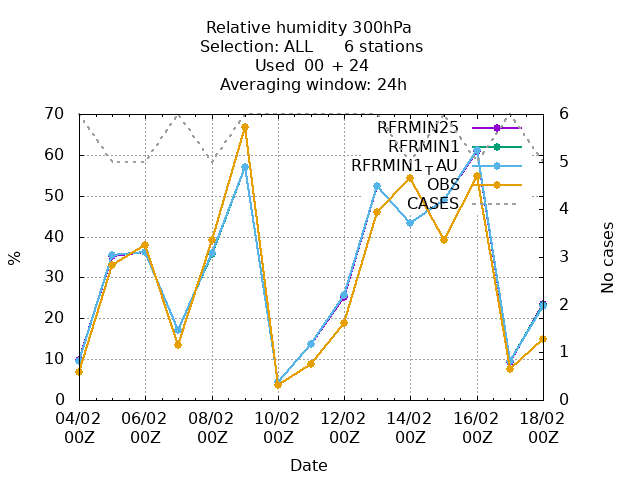 Relative humidity 300hPa
Selection: ALL 6 stations
Used 00 + 24
Averaging window: 24h
70 6
RFRMIN25
RFRMIN1
60 5
RFRMIN1_AU
OBS
50
CASES
4
40
%
No cases
30 3
20 2
10 1
0 0
04/02 06/02 08/02 10/02 12/02 14/02 16/02 18/02
00Z 00Z 00Z 00Z 00Z 00Z 00Z 00Z
Date